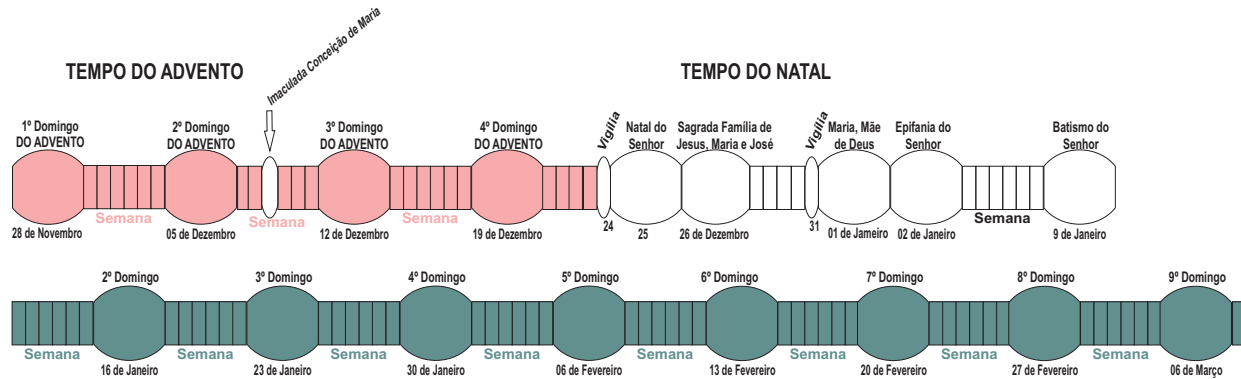 Imaculada Conceição de Maria
TEMPO DO ADVENTO
TEMPO DO NATAL
1º Domingo
DO ADVENTO
2º Domingo
DO ADVENTO
3º Domingo
DO ADVENTO
4º Domingo
DO ADVENTO
Vigília
Natal do
Senhor
Sagrada Família de
Jesus, Maria e José
Vigília
Maria, Mãe
de Deus
Epifania do
Senhor
Batismo do
Senhor
Semana
Semana
Semana
Semana
28 de Novembro
05 de Dezembro
12 de Dezembro
19 de Dezembro
24
25
26 de Dezembro
31
01 de Jameiro
02 de Janeiro
9 de Janeiro
2º Domingo
3º Domingo
4º Domingo
5º Domingo
6º Domingo
7º Domingo
8º Domingo
9º Domingo
Semana
Semana
Semana
Semana
Semana
Semana
Semana
Semana
16 de Janeiro
23 de Janeiro
30 de Janeiro
06 de Fevereiro
13 de Fevereiro
20 de Fevereiro
27 de Fevereiro
06 de Março